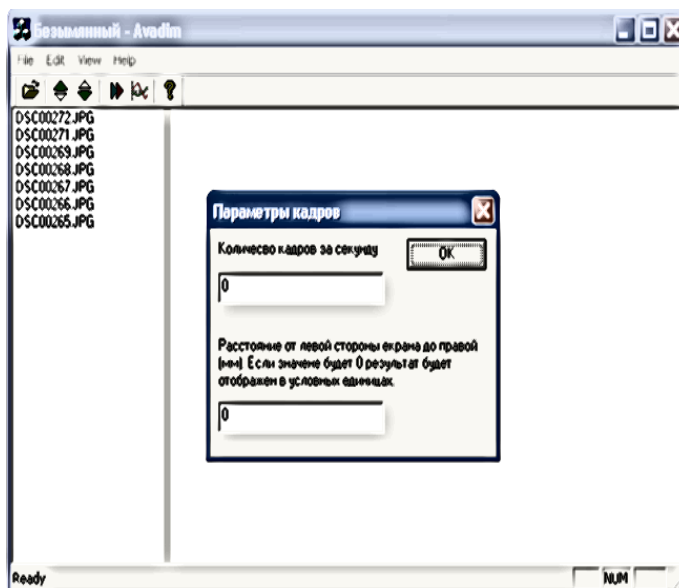 Безымянный - Avadim
File Edit View Help
DSC00272.JPG
DSC00271.JPG
DSC00269.JPG
DSC00268.JPG
DSC00267.JPG
DSC00266.JPG
DSC00265.JPG
Параметры кадров
Количесво кадров за секунду
OK
0
Расстояние от левой стороны екрана до правой
(мм). Если значене будет 0 результат будет
отображен в условных единицах.
0
Ready
NUM